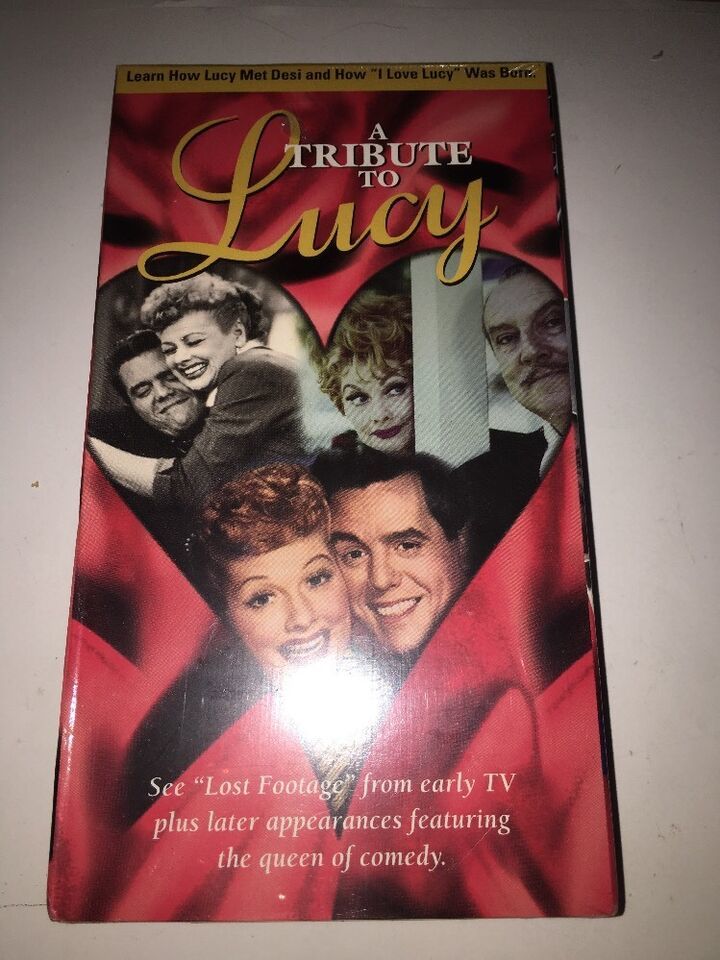 Learn How Lucy Met Desi and How "I Love Lucy" Was Born.
A
TRIBUTE
TO
Lucy
See "Lost Footage" from early TV
plus later appearances featuring
the queen of comedy.